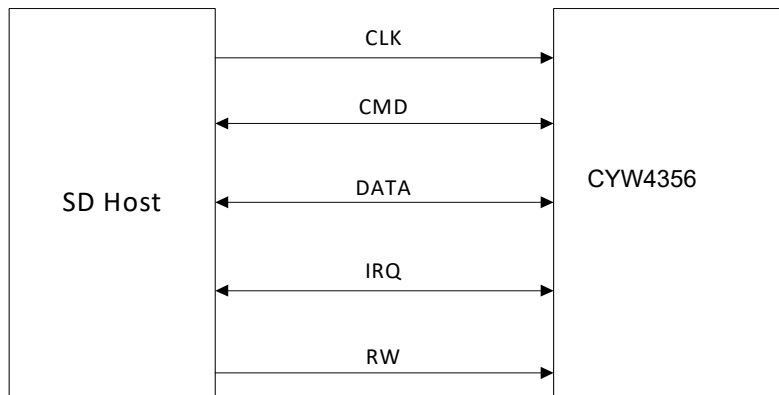 CLK
CMD
SD Host
DATA
CYW4356
IRQ
RW